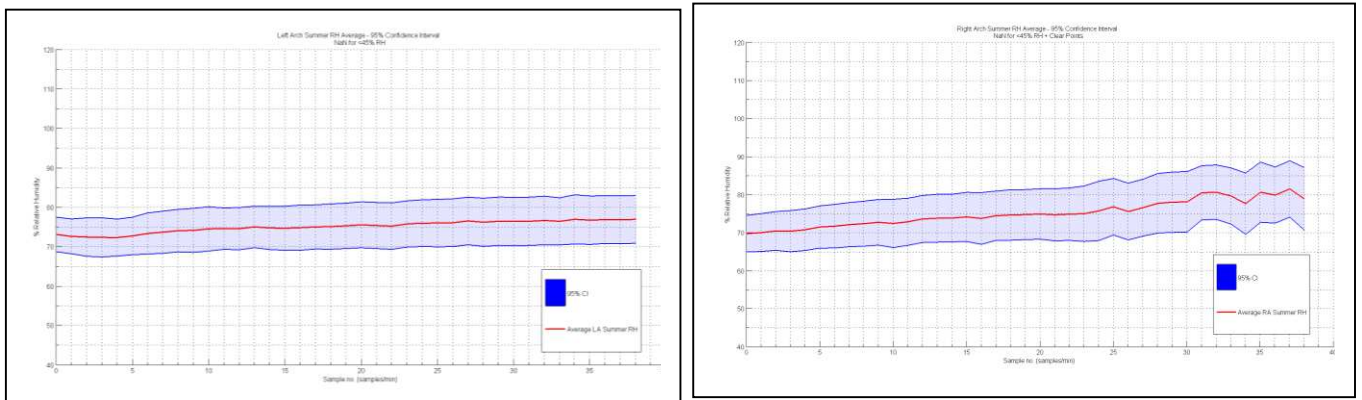 Left Arch Summer RH Average - 95% Confidence Interval
NaN for <45% RH
120
110
100
90
80
70
60
50
40
% Relative Humidity
0 5 10 15 20 25 30 35
Sample no. (samples/min)
95% CI
Average LA Summer RH
Right Arch Summer RH Average - 95% Confidence Interval
NaN for <45% RH + Clear Points
120
110
100
90
80
70
60
50
40
% Relative Humidity
0 5 10 15 20 25 30 35 40
Sample no. (samples/min)
95% CI
Average RA Summer RH